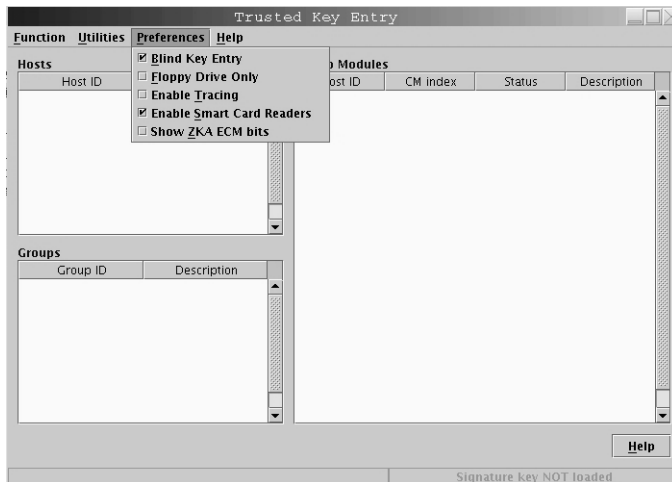 Trusted Key Entry
Function Utilities Preferences Help
Blind Key Entry
Floppy Drive Only
Enable Tracing
Enable Smart Card Readers
Show ZKA ECM bits
Hosts
Host ID
Modules
CM index Status Description
Groups
Group ID Description
Help
Signature key NOT loaded